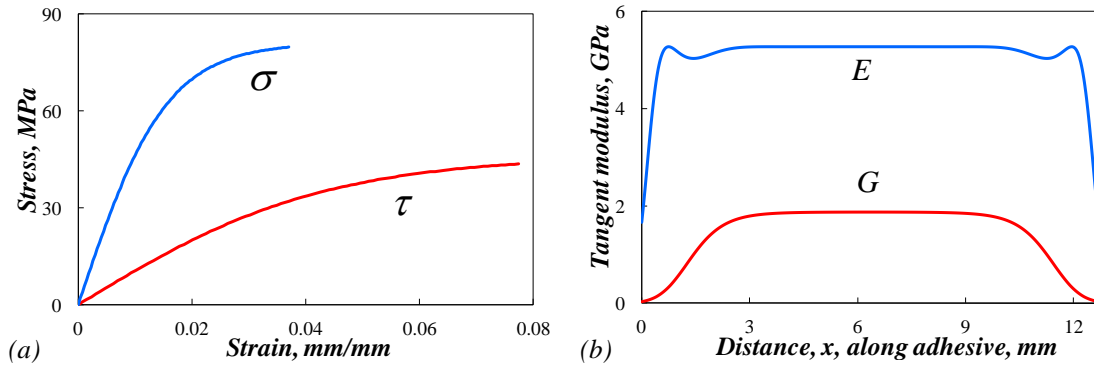 90
60
30
0
Stress, MPa
σ
τ
0 0.02 0.04 0.06 0.08
Strain, mm/mm
(a)
6
4
2
0
Tangent modulus, GPa
E
G
0 3 6 9 12
Distance, x, along adhesive, mm
(b)